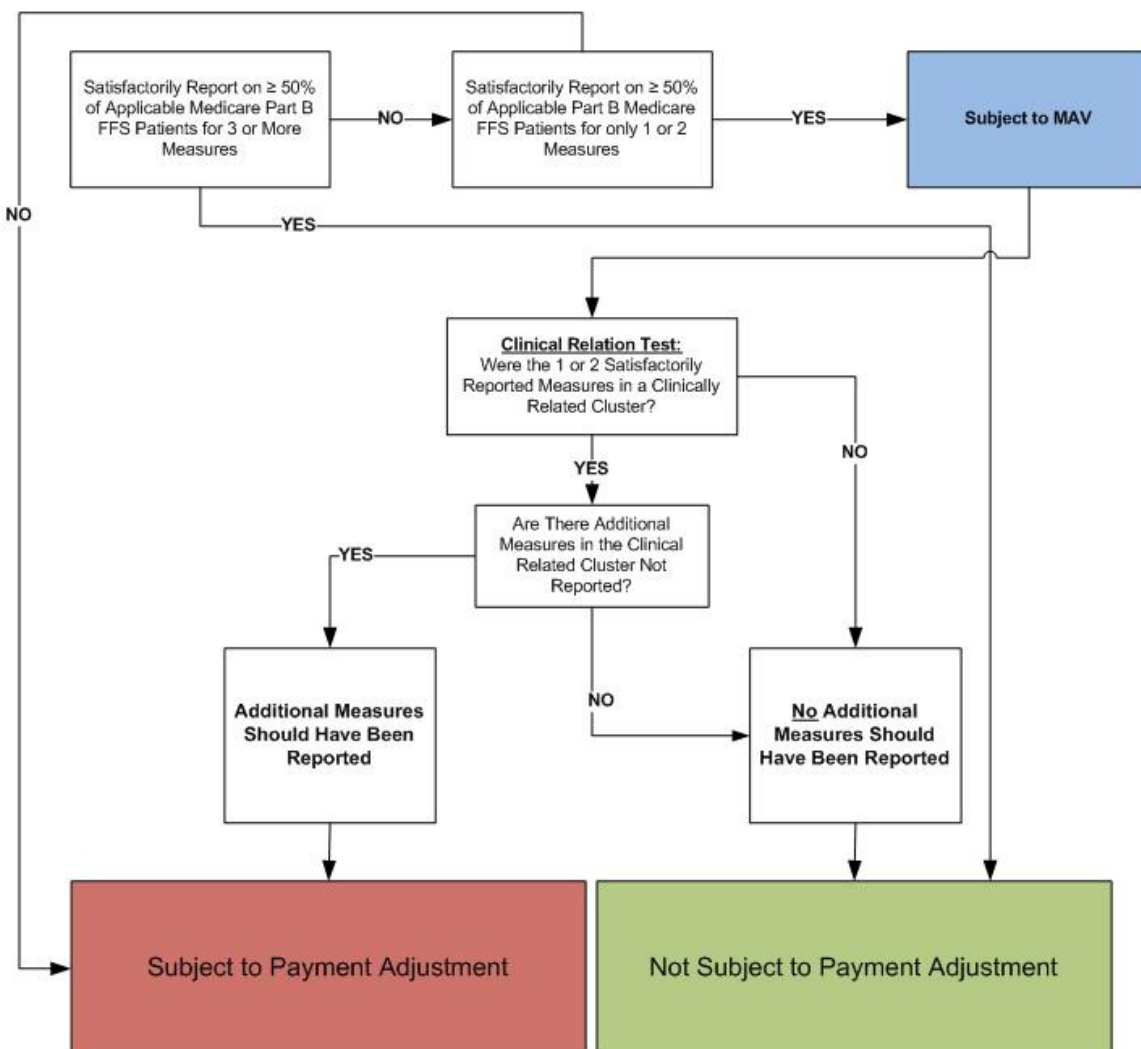 Satisfactorily Report on ≥ 50%
of Applicable Medicare Part B
FFS Patients for 3 or More
Measures
NO
Satisfactorily Report on ≥ 50%
of Applicable Part B Medicare
FFS Patients for only 1 or 2
Measures
YES
Subject to MAV
NO
YES
Clinical Relation Test:
Were the 1 or 2 Satisfactorily
Reported Measures in a Clinically
Related Cluster?
NO
YES
Are There Additional
Measures in the Clinical
Related Cluster Not
Reported?
YES
NO
Additional Measures
Should Have Been
Reported
No Additional
Measures Should
Have Been Reported
Subject to Payment Adjustment
Not Subject to Payment Adjustment